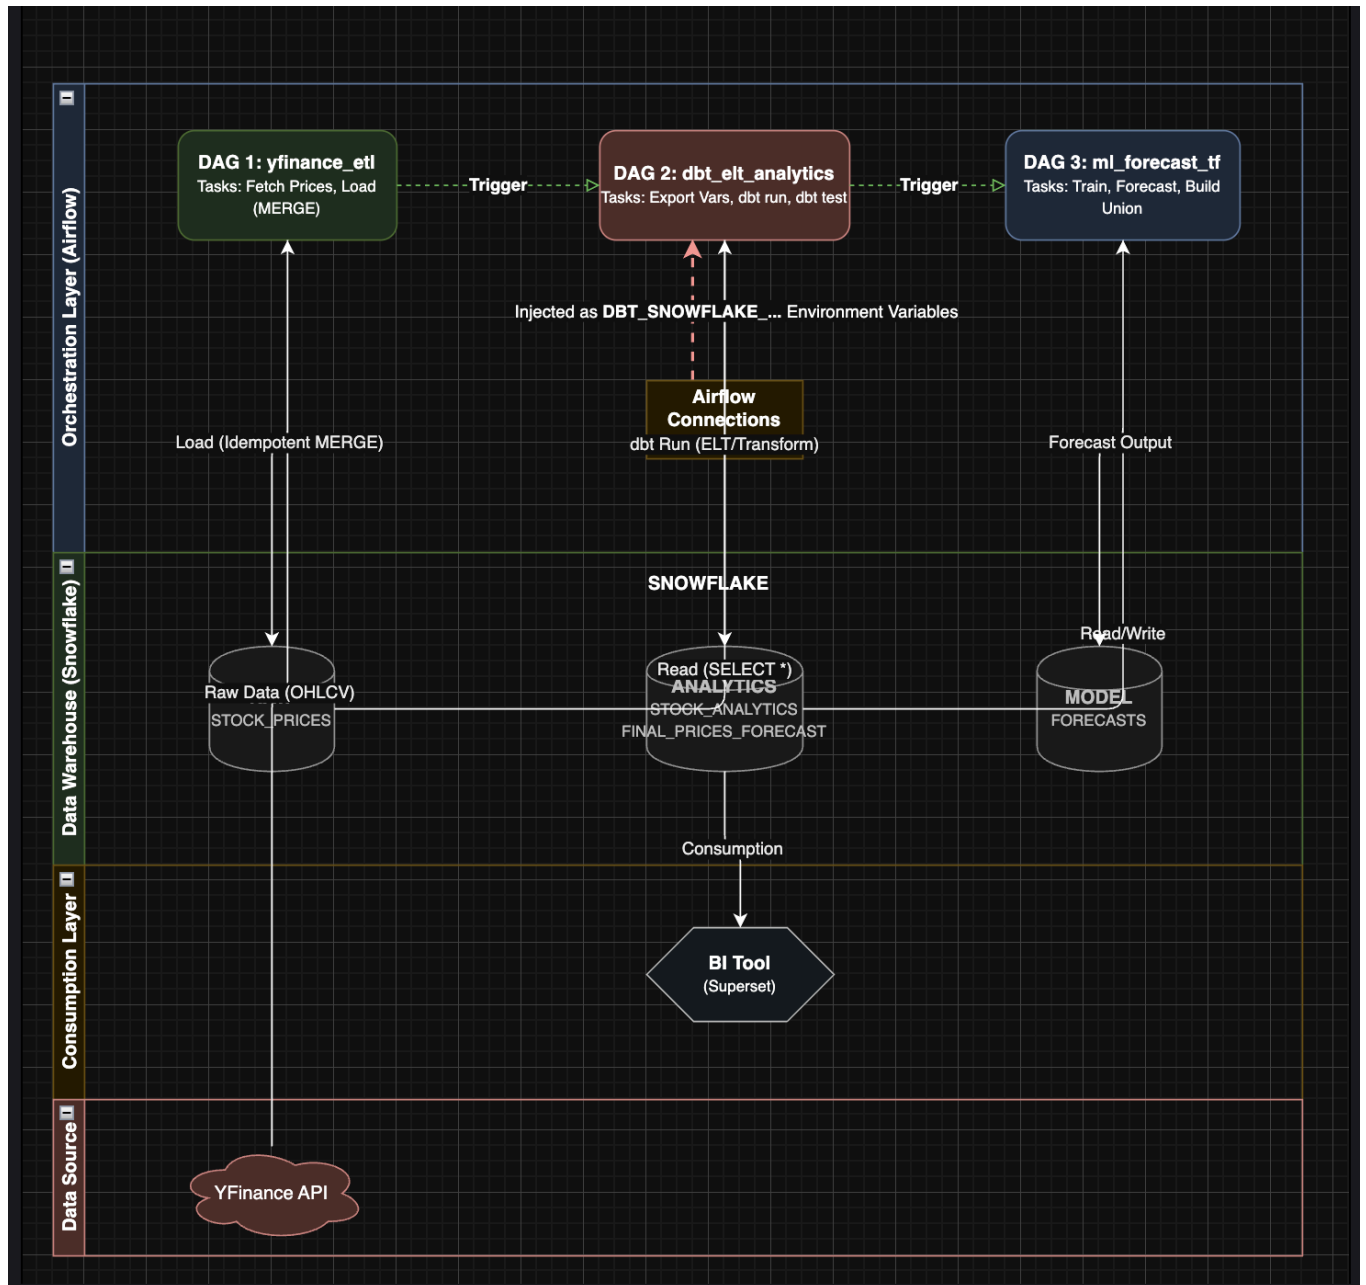 Orchestration Layer (Airflow)
DAG 1: yfinance_etl
Tasks: Fetch Prices, Load
(MERGE)
Trigger
DAG 2: dbt_elt_analytics
Tasks: Export Vars, dbt run, dbt test
Trigger
DAG 3: ml_forecast_tf
Tasks: Train, Forecast, Build
Union
Injected as DBT_SNOWFLAKE_... Environment Variables
Airflow
Connections
Load (Idempotent MERGE)
dbt Run (ELT/Transform)
Forecast Output
Data Warehouse (Snowflake)
SNOWFLAKE
Raw Data (OHLCV)
STOCK_PRICES
Read (SELECT *)
ANALYTICS
STOCK_ANALYTICS
FINAL_PRICES_FORECAST
Read/Write
MODEL
FORECASTS
Consumption Layer
Consumption
BI Tool
(Superset)
Data Source
YFinance API